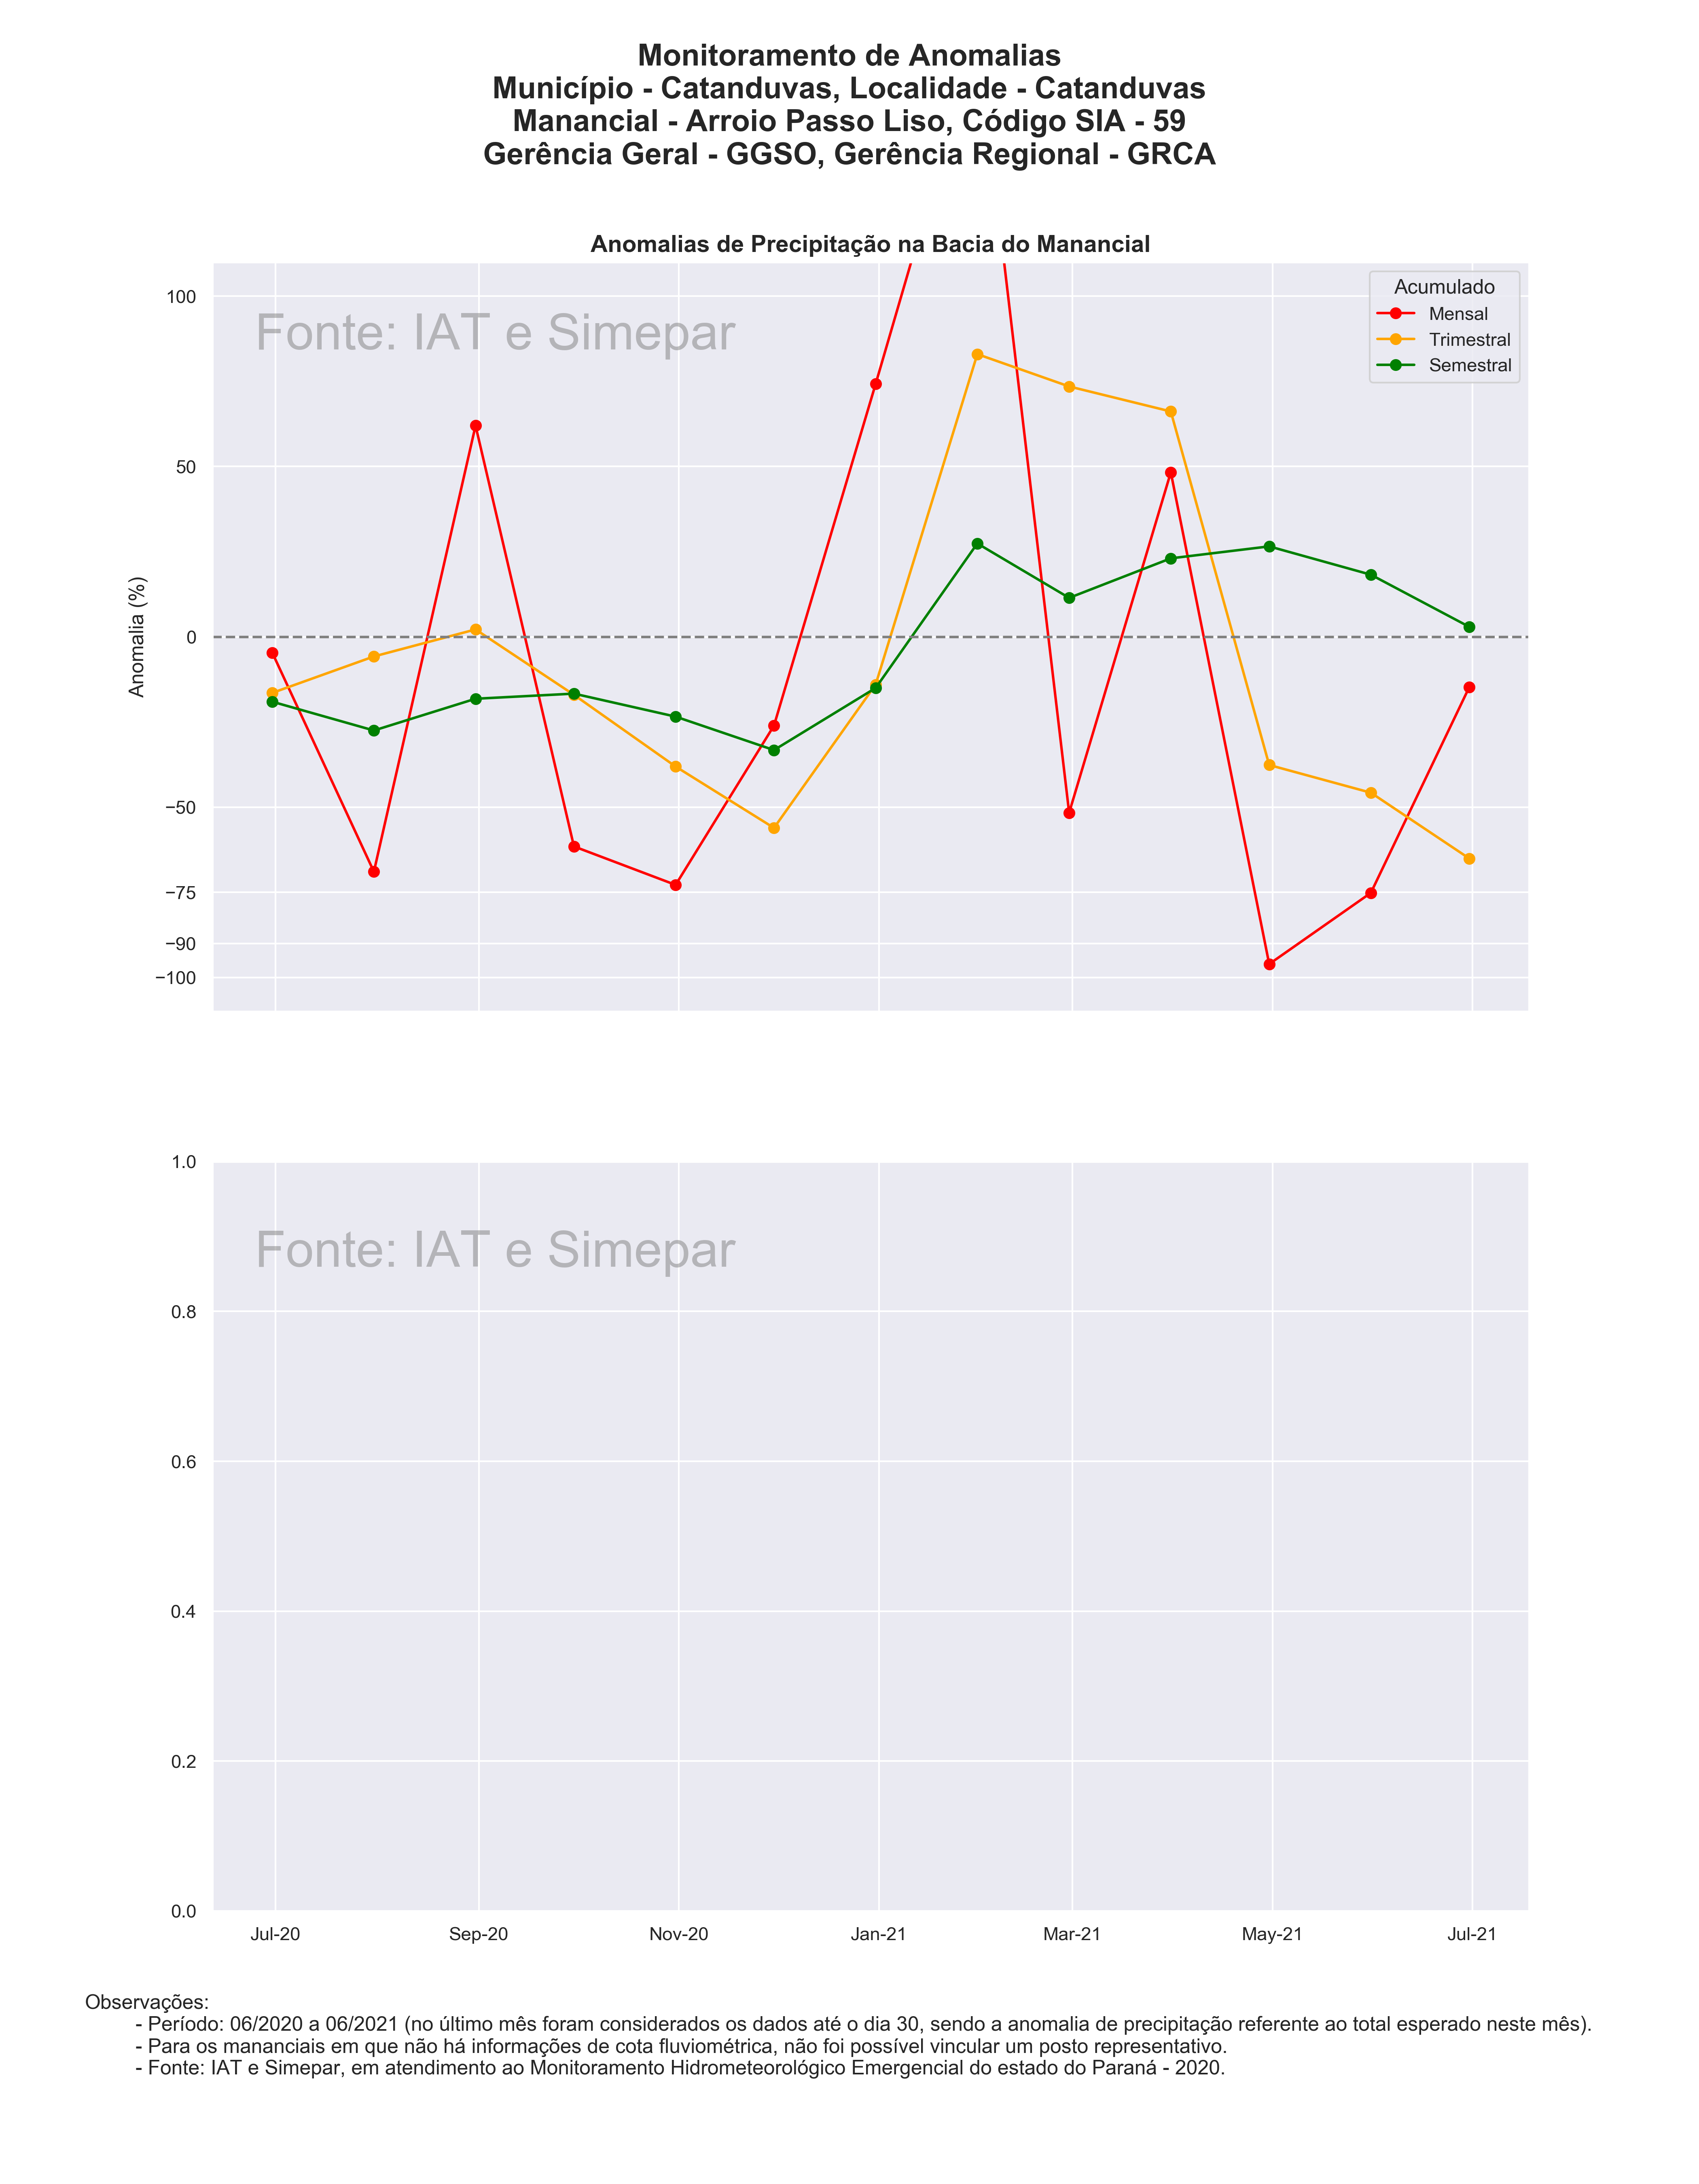 Monitoramento de Anomalias
Município - Catanduvas, Localidade - Catanduvas
Manancial - Arroio Passo Liso, Código SIA - 59
Gerência Geral - GGSO, Gerência Regional - GRCA
Anomalias de Precipitação na Bacia do Manancial
Fonte: IAT e Simepar
Acumulado
Mensal
Trimestral
Semestral
Anomalia (%)
100
50
0
−50
−75
−90
−100
Fonte: IAT e Simepar
1.0
0.8
0.6
0.4
0.2
0.0
Jul-20 Sep-20 Nov-20 Jan-21 Mar-21 May-21 Jul-21
Observações:
- Período: 06/2020 a 06/2021 (no último mês foram considerados os dados até o dia 30, sendo a anomalia de precipitação referente ao total esperado neste mês).
- Para os mananciais em que não há informações de cota fluviométrica, não foi possível vincular um posto representativo.
- Fonte: IAT e Simepar, em atendimento ao Monitoramento Hidrometeorológico Emergencial do estado do Paraná - 2020.